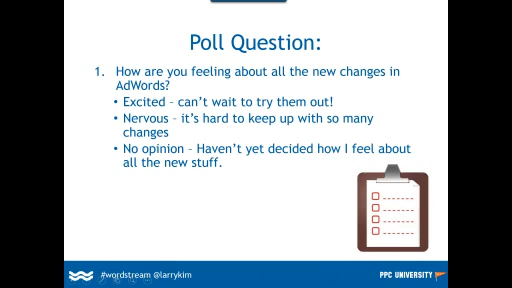 Poll Question:
1. How are you feeling about all the new changes in
AdWords?
• Excited – can't wait to try them out!
• Nervous – it's hard to keep up with so many
changes
• No opinion – Haven't yet decided how I feel about
all the new stuff.
#wordstream @larrykim
PPC UNIVERSITY